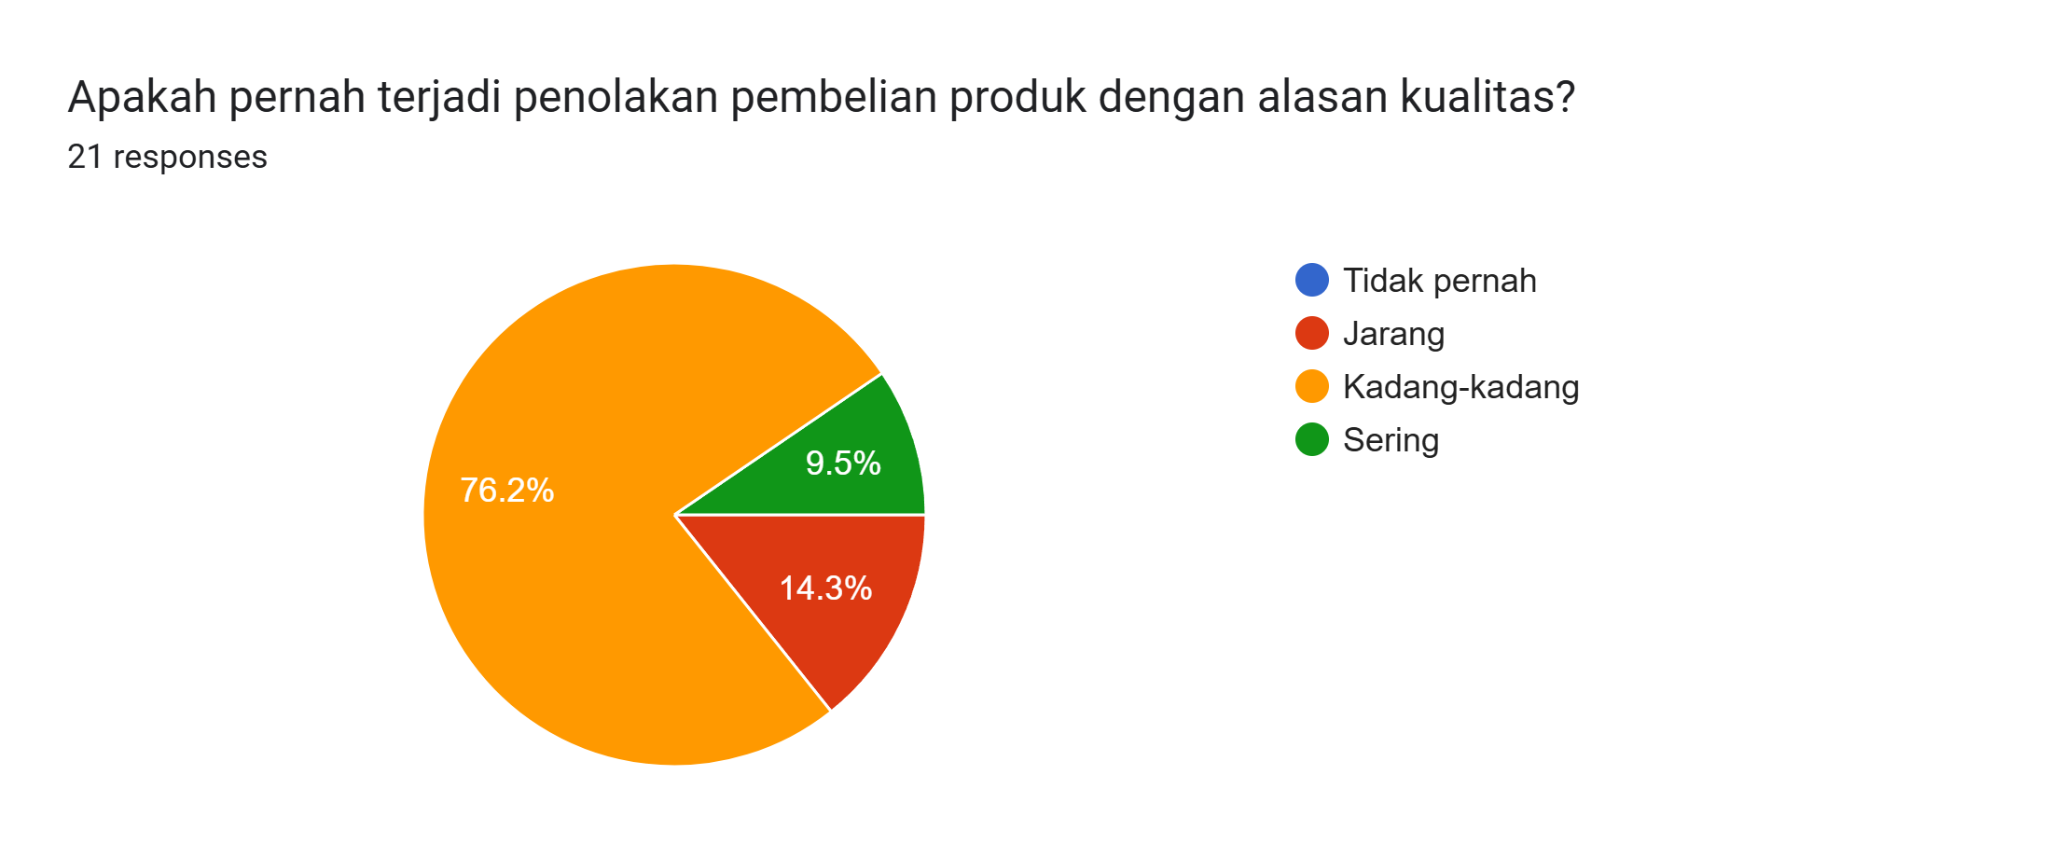 Apakah pernah terjadi penolakan pembelian produk dengan alasan kualitas?
21 responses
Tidak pernah
Jarang
Kadang-kadang
Sering
76.2%
9.5%
14.3%